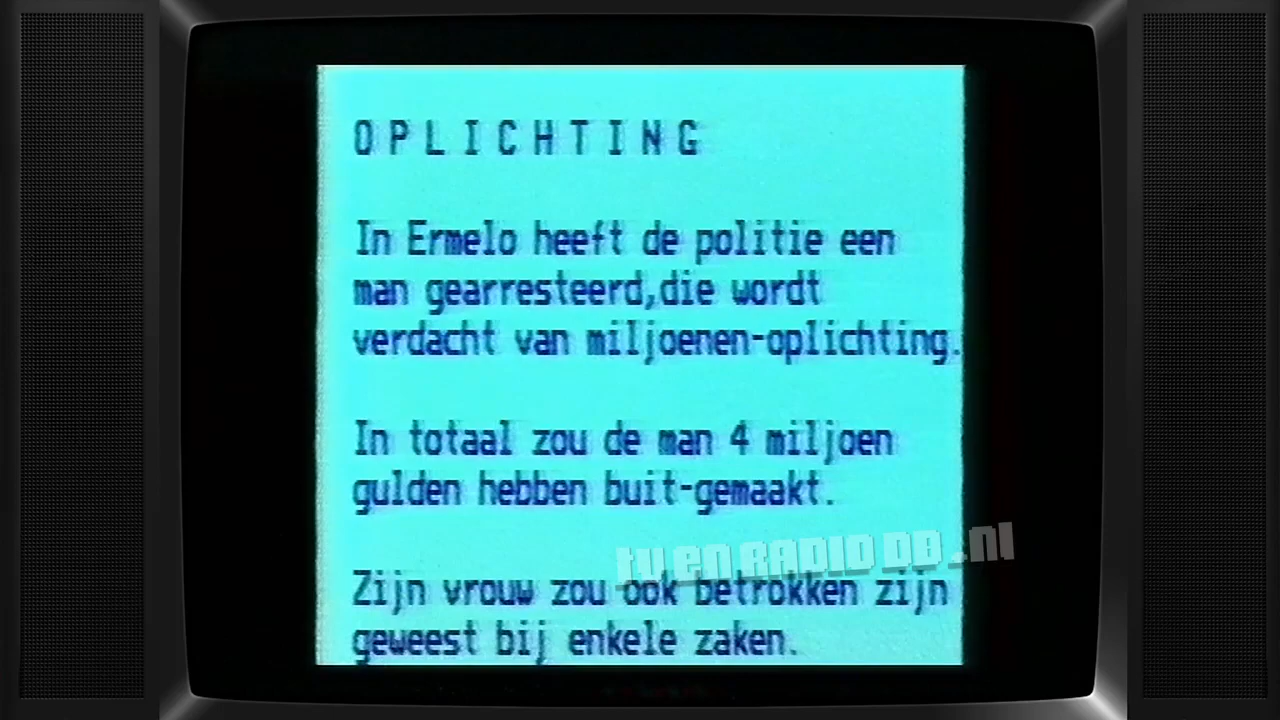 OPLICHTING
In Ermelo heeft de politie een
man gearresteerd,die wordt
verdacht van miljoenen-oplichting.
In totaal zou de man 4 miljoen
gulden hebben buit-gemaakt.
tv en RADIO DB.nl
Zijn vrouw zou ook betrokken zijn
geweest bij enkele zaken.